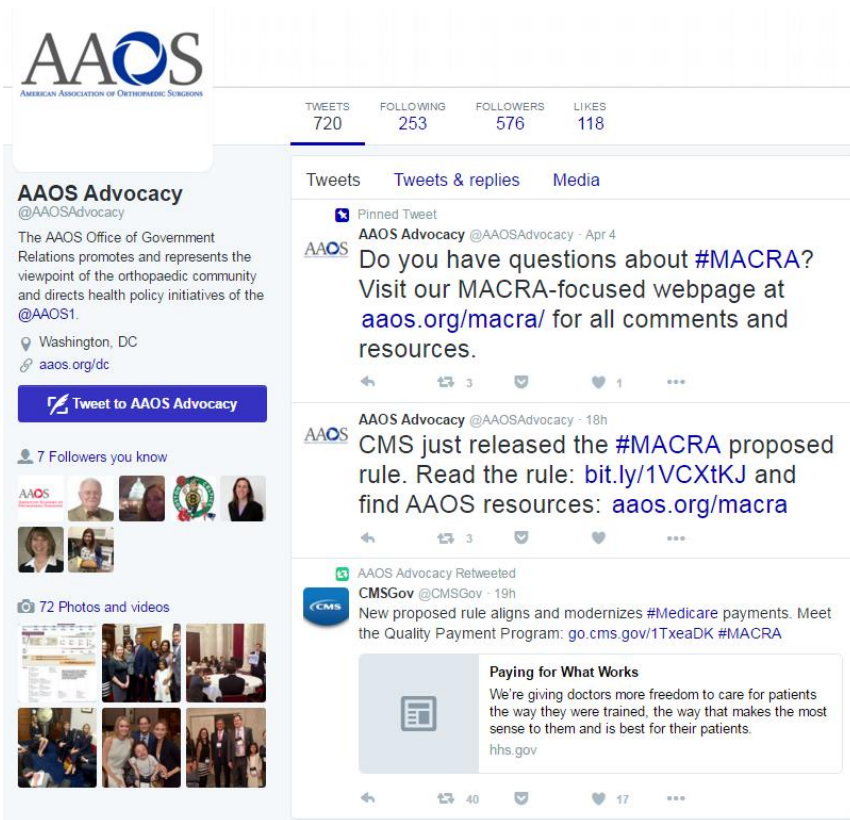 AAOS
AMERICAN ASSOCIATION OF ORTHOPAEDIC SURGEONS
TWEETS
720
FOLLOWING
253
FOLLOWERS
576
LIKES
118
AAOS Advocacy
@AAOSAdvocacy
The AAOS Office of Government
Relations promotes and represents the
viewpoint of the orthopaedic community
and directs health policy initiatives of the
@AAOS1.
Washington, DC
aaos.org/dc
Tweet to AAOS Advocacy
7 Followers you know
AAOS
72 Photos and videos
Tweets Tweets & replies Media
Pinned Tweet
AAOS
AAOS Advocacy @AAOSAdvocacy · Apr 4
Do you have questions about #MACRA?
Visit our MACRA-focused webpage at
aaos.org/macra/ for all comments and
resources.
3 1
AAOS
AAOS Advocacy @AAOSAdvocacy · 18h
CMS just released the #MACRA proposed
rule. Read the rule: bit.ly/1VCXtKJ and
find AAOS resources: aaos.org/macra
3
AAOS Advocacy Retweeted
CMS
CMSGov @CMSGov · 19h
New proposed rule aligns and modernizes #Medicare payments. Meet
the Quality Payment Program: go.cms.gov/1TxeaDK #MACRA
Paying for What Works
We're giving doctors more freedom to care for patients
the way they were trained, the way that makes the most
sense to them and is best for their patients.
hhs.gov
40 17